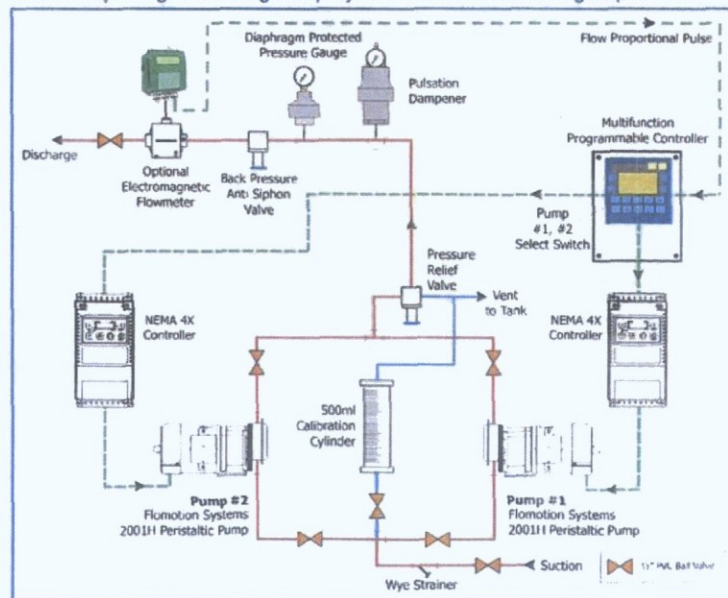 Flow Proportional Pulse
Diaphragm Protected
Pressure Gauge
Pulsation
Dampener
Multifunction
Programmable Controller
Discharge
Optional
Electromagnetic
Flowmeter
Back Pressure
Anti Siphon
Valve
Pump
#1, #2
Select Switch
Pressure
Relief
Valve
Vent
to Tank
NEMA 4X
Controller
NEMA 4X
Controller
500ml
Calibration
Cylinder
Pump #2
Flomotion Systems
2001H Peristaltic Pump
Pump #1
Flomotion Systems
2001H Peristaltic Pump
Suction
Ball Valve
Wye Strainer